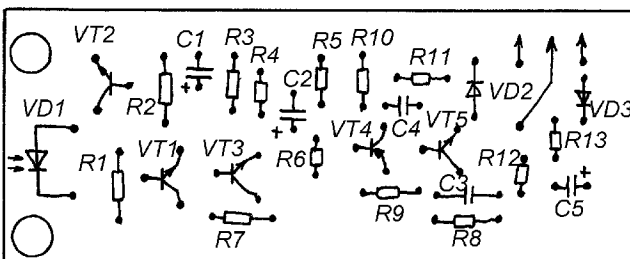 VT2 C1 R3 R5 R10
R4 R11
R2 C2 VD2 VD3
VD1 VT4 C4 VT5
R1 VT1 VT3 R6 R12 R13
R9 C3
R7 R8 C5